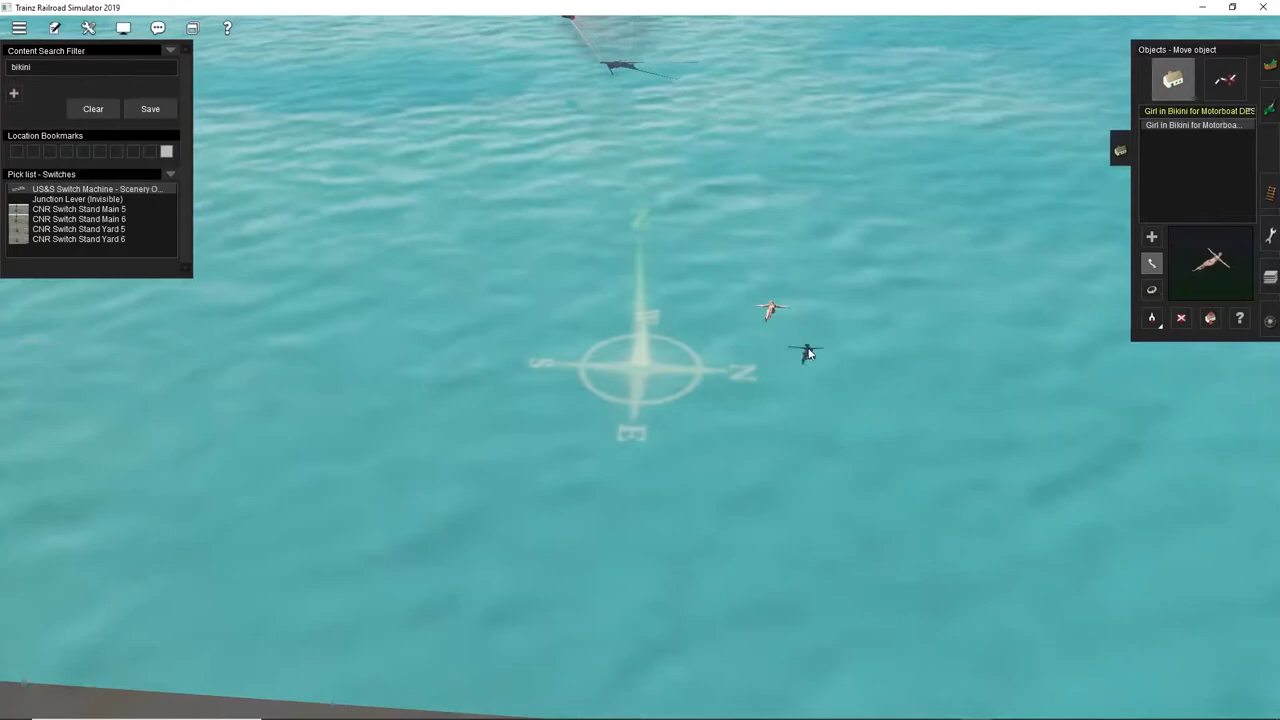 Trainz Railroad Simulator 2019
Content Search Filter
bikini
Clear
Save
Location Bookmarks
Pick list - Switches
US&S Switch Machine - Scenery O...
Junction Lever (Invisible)
CNR Switch Stand Main 5
CNR Switch Stand Main 6
CNR Switch Stand Yard 5
CNR Switch Stand Yard 6
Objects - Move object
Girl in Bikini for Motorboat DES
Girl in Bikini for Motorboa...
N
S
N
E